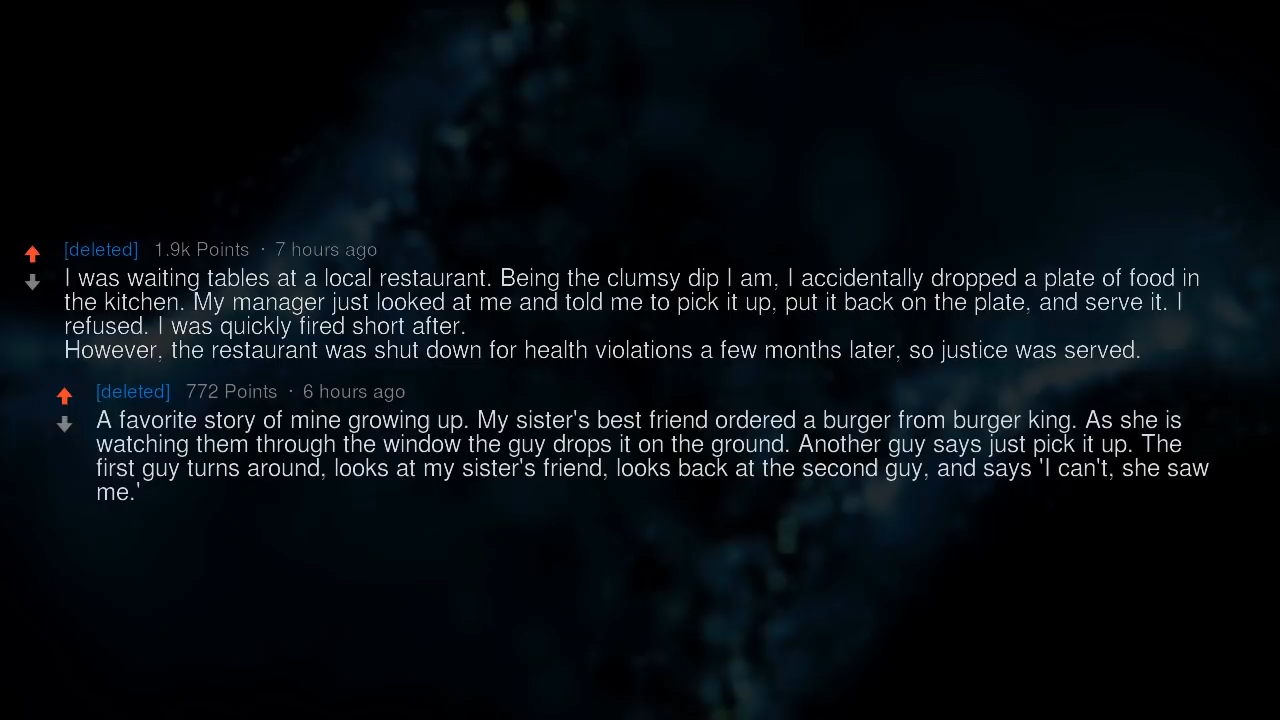 [deleted] 1.9k Points · 7 hours ago
I was waiting tables at a local restaurant. Being the clumsy dip I am, I accidentally dropped a plate of food in
the kitchen. My manager just looked at me and told me to pick it up, put it back on the plate, and serve it. I
refused. I was quickly fired short after.
However, the restaurant was shut down for health violations a few months later, so justice was served.
[deleted] 772 Points · 6 hours ago
A favorite story of mine growing up. My sister's best friend ordered a burger from burger king. As she is
watching them through the window the guy drops it on the ground. Another guy says just pick it up. The
first guy turns around, looks at my sister's friend, looks back at the second guy, and says 'I can't, she saw
me.'